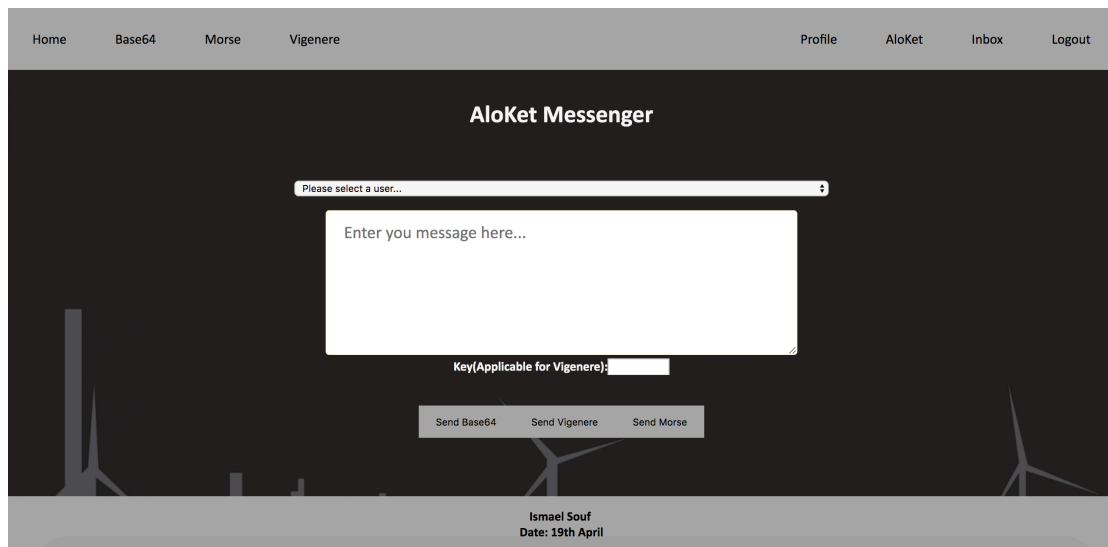 Home Base64 Morse Vigenere Profile AloKet Inbox Logout
AloKet Messenger
Please select a user...
Enter you message here...
Key(Applicable for Vigenere):
Send Base64 Send Vigenere Send Morse
Ismael Souf
Date: 19th April